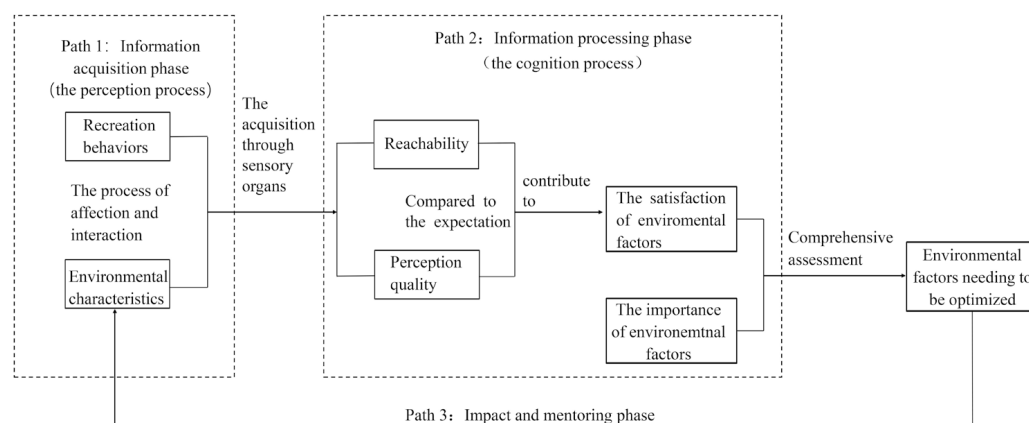 Path 1：Information
acquisition phase
（the perception process）
Recreation
behaviors
The process of
affection and
interaction
Environmental
characteristics
The
acquisition
through
sensory
organs
Path 2：Information processing phase
（the cognition process）
Reachability
Compared to
the expectation
Perception
quality
contribute
to
The satisfaction
of enviromental
factors
The importance
of environemtnal
factors
Comprehensive
assessment
Environmental
factors needing to
be optimized
Path 3：Impact and mentoring phase